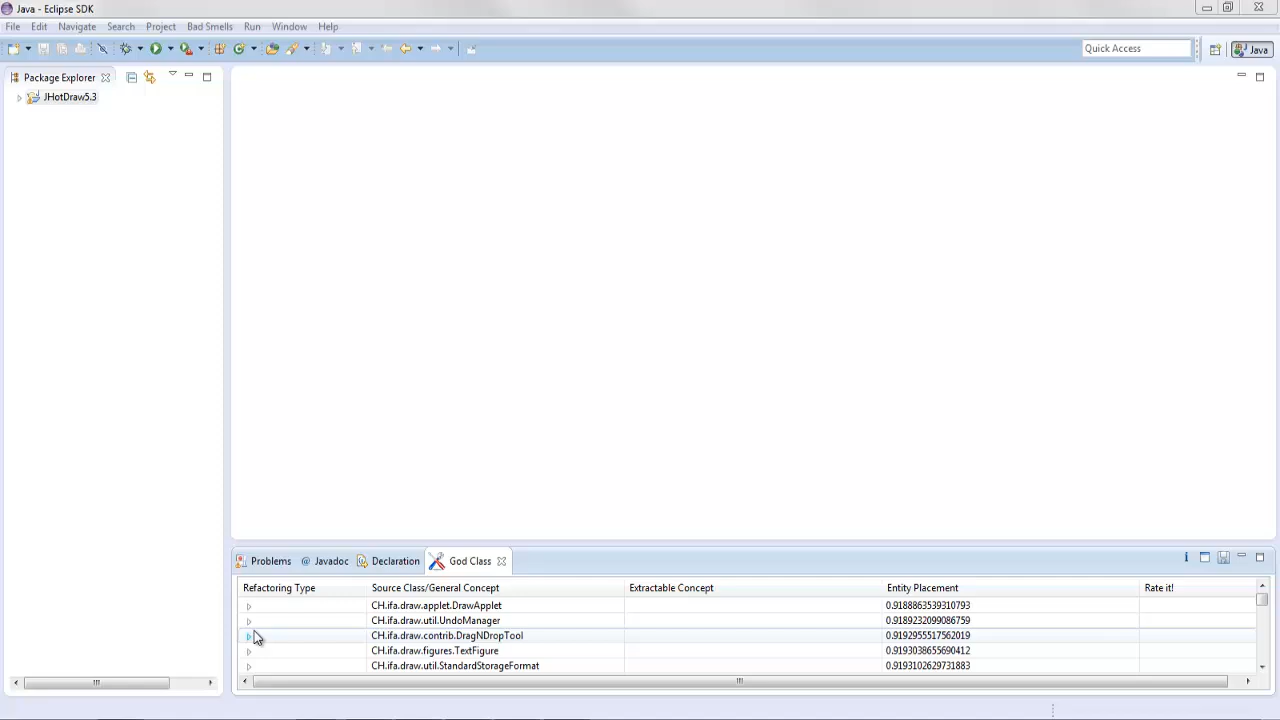 Java - Eclipse SDK
File Edit Navigate Search Project Bad Smells Run Window Help
Quick Access Java
Package Explorer
JHotDraw5.3
Problems @ Javadoc Declaration God Class
Refactoring Type Source Class/General Concept Extractable Concept Entity Placement Rate it!
CH.ifa.draw.applet.DrawApplet 0.9188863539310793
CH.ifa.draw.util.UndoManager 0.9189232099086759
CH.ifa.draw.contrib.DragNDropTool 0.9192955517562019
CH.ifa.draw.figures.TextFigure 0.9193038655690412
CH.ifa.draw.util.StandardStorageFormat 0.9193102629731883